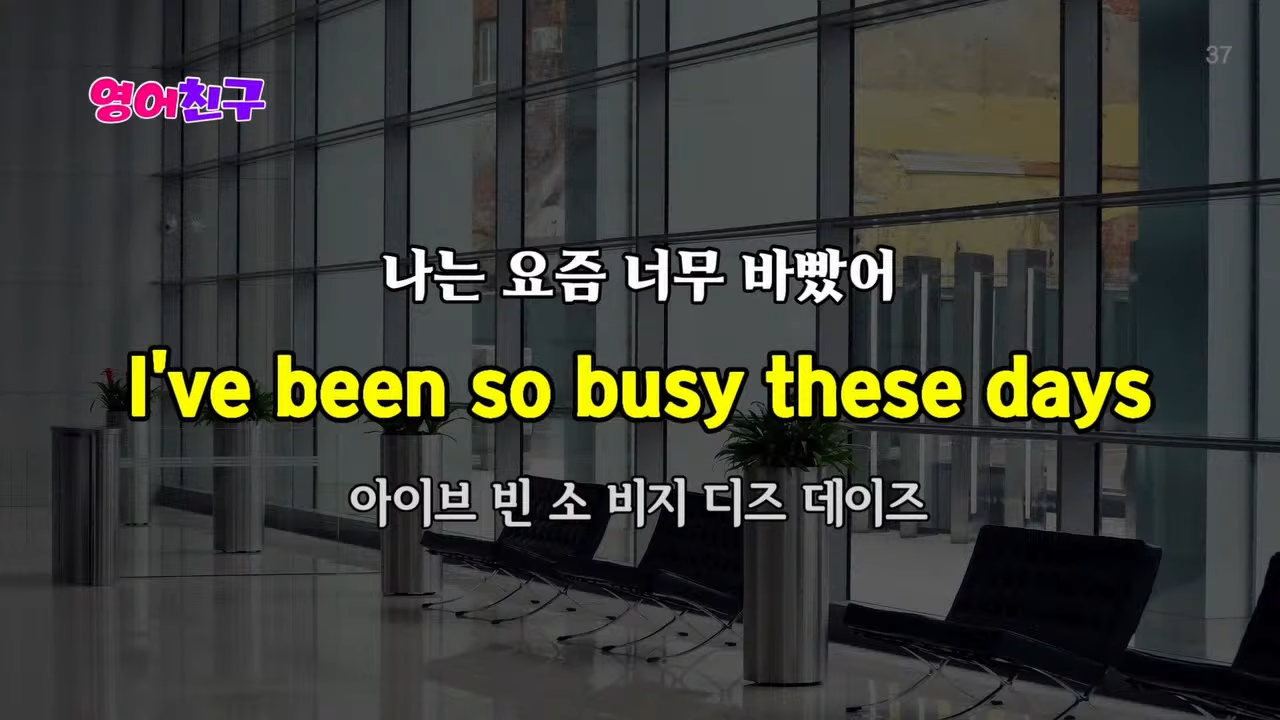 37
영어친구
나는 요즘 너무 바빴어
I've been so busy these days
아이브 빈 소 비지 디즈 데이즈